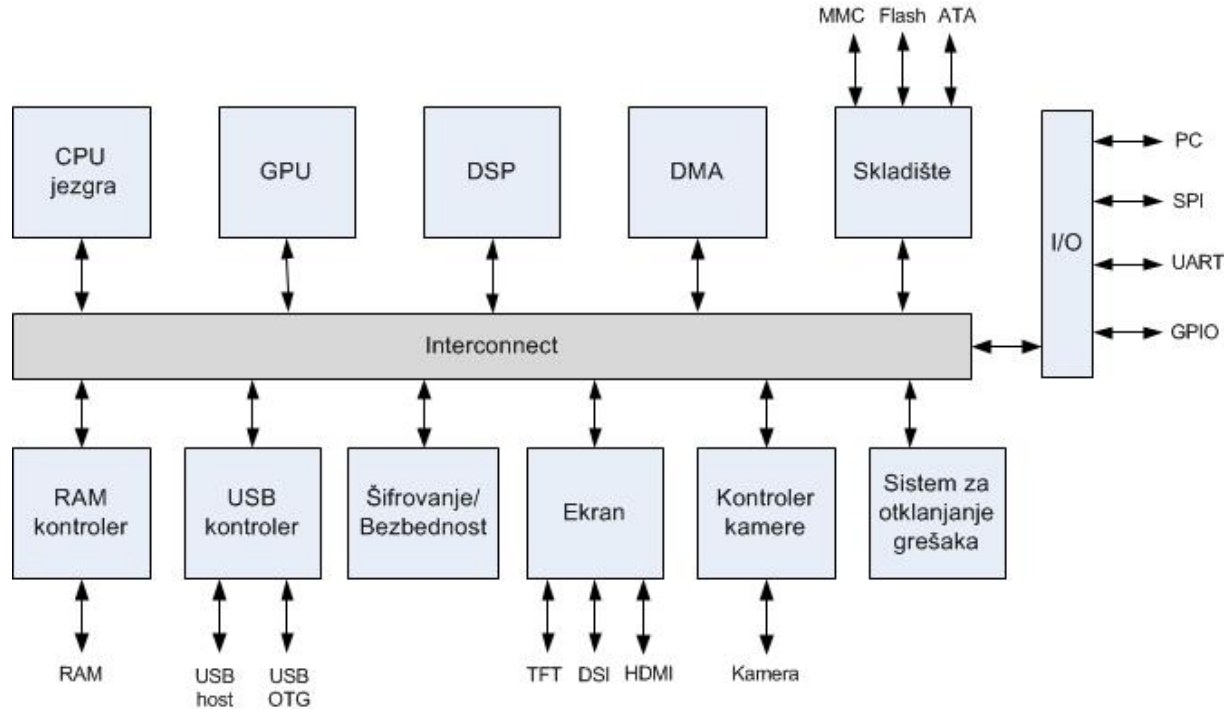 MMC Flash ATA
CPU
jezgra
GPU
DSP
DMA
Skladište
I/O
PC
SPI
UART
GPIO
Interconnect
RAM
kontroler
USB
kontroler
Šifrovanje/
Bezbednost
Ekran
Kontroler
kamere
Sistem za
otklanjanje
grešaka
RAM
USB
host
USB
OTG
TFT
DSI
HDMI
Kamera